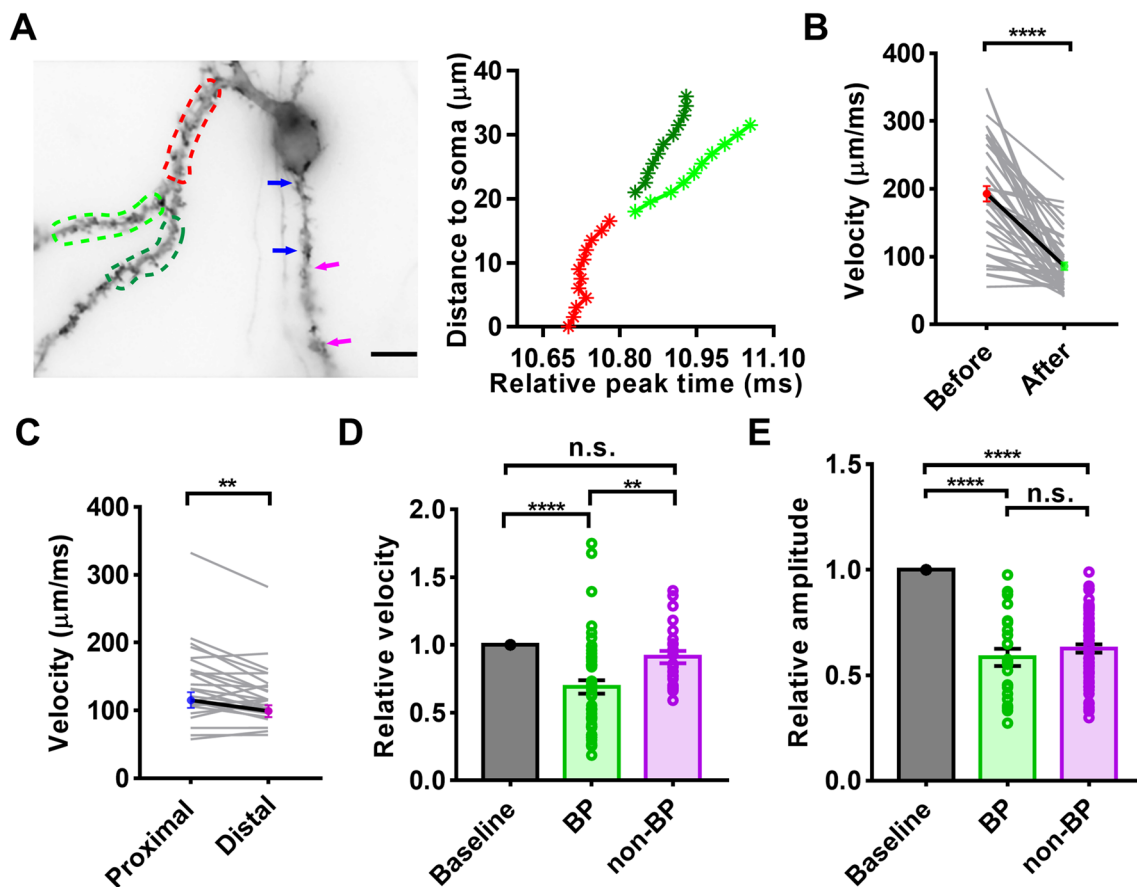 A
Distance to soma (μm)
40
30
20
10
0
10.65 10.80 10.95 11.10
Relative peak time (ms)
B
****
Velocity (μm/ms)
400
300
200
100
0
Before
After
C
**
Velocity (μm/ms)
400
300
200
100
0
Proximal
Distal
D
n.s.
**** **
Relative velocity
2.0
1.5
1.0
0.5
0.0
Baseline
BP
non-BP
E
****
**** n.s.
Relative amplitude
1.5
1.0
0.5
0.0
Baseline
BP
non-BP